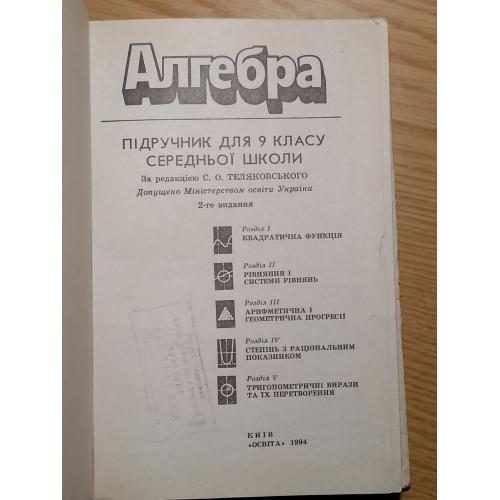 Алгебра
ПІДРУЧНИК ДЛЯ 9 КЛАСУ
СЕРЕДНЬОЇ ШКОЛИ
За редакцією С. О. ТЕЛЯКОВСЬКОГО
Допущено Міністерством освіти України
2-ге видання
Розділ I
КВАДРАТИЧНА ФУНКЦІЯ
Розділ II
РІВНЯННЯ І
СИСТЕМИ РІВНЯНЬ
Розділ III
АРИФМЕТИЧНА І
ГЕОМЕТРИЧНА ПРОГРЕСІЇ
Розділ IV
СТЕПІНЬ З РАЦІОНАЛЬНИМ
ПОКАЗНИКОМ
Розділ V
ТРИГОНОМЕТРИЧНІ ВИРАЗИ
ТА ЇХ ПЕРЕТВОРЕННЯ
КИЇВ
«ОСВІТА» 1994